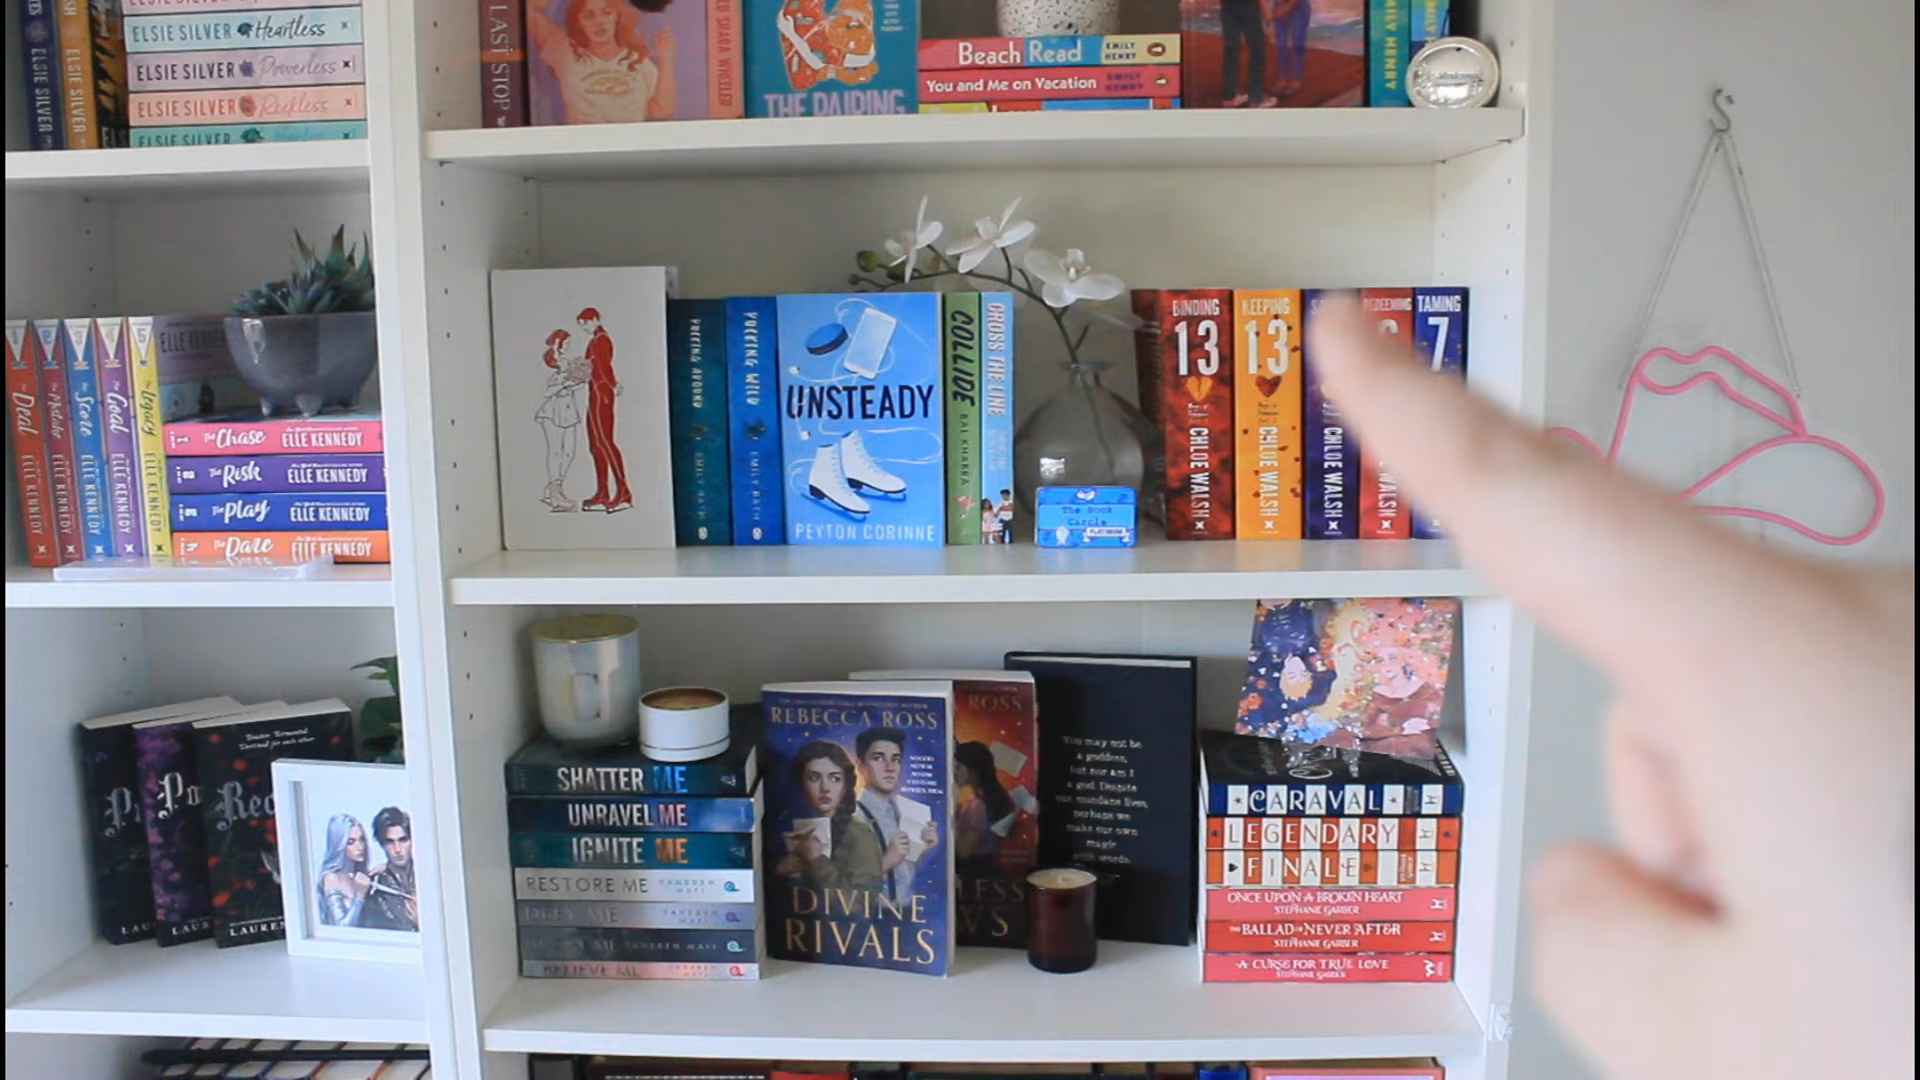 ELSIE SILVER
ELSIE SILVER
ELSIE SILVER Heartless
ELSIE SILVER Powerless
ELSIE SILVER Reckless
LAST STOP
THE PAIRING
Beach Read EMILY HENRY
You and Me on Vacation EMILY HENRY
EMILY HENRY
1 The Deal ELLE KENNEDY
2 The Mistake ELLE KENNEDY
3 The Score ELLE KENNEDY
4 The Goal ELLE KENNEDY
5 The Legacy ELLE KENNEDY
The Chase ELLE KENNEDY
The Risk ELLE KENNEDY
The Play ELLE KENNEDY
The Dare ELLE KENNEDY
PUCKING AROUND EMILY RATH
PUCKING WILD EMILY RATH
UNSTEADY
PEYTON CORINNE
COLLIDE BAL KHABRA
CROSS THE LINE
The Book
Circle
PLATINUM
BINDING
13
CHLOE WALSH
KEEPING
13
CHLOE WALSH
CHLOE WALSH
REDEEMING
WALSH
TAMING
7
LAUREN
SHATTER ME
UNRAVEL ME
IGNITE ME
RESTORE ME TAHEREH MAFI
DEFY ME TAHEREH MAFI
TAHEREH MAFI
BELIEVE ME
REBECCA ROSS
DIVINE
RIVALS
ROSS
You may not be
a goddess,
but nor am I
a god. Despite
our mundane lives,
perhaps we
make our own
magic
with words.
CARAVAL
LEGENDARY
FINALE
ONCE UPON A BROKEN HEART
STEPHANIE GARBER
THE BALLAD OF NEVER AFTER
STEPHANIE GARBER
A CURSE FOR TRUE LOVE
STEPHANIE GARBER